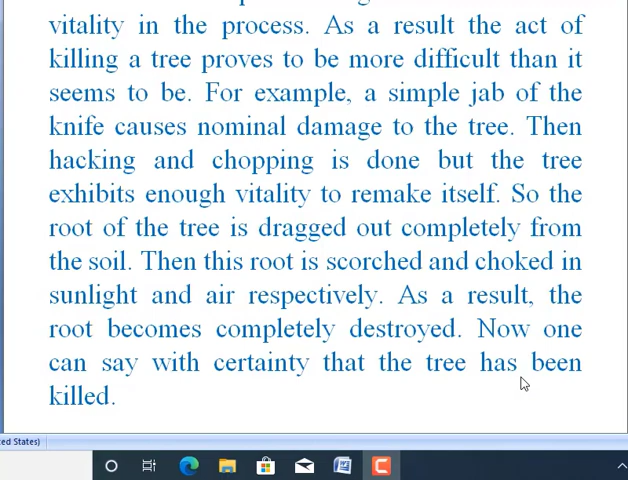 vitality in the process. As a result the act of
killing a tree proves to be more difficult than it
seems to be. For example, a simple jab of the
knife causes nominal damage to the tree. Then
hacking and chopping is done but the tree
exhibits enough vitality to remake itself. So the
root of the tree is dragged out completely from
the soil. Then this root is scorched and choked in
sunlight and air respectively. As a result, the
root becomes completely destroyed. Now one
can say with certainty that the tree has been
killed.
ed States)